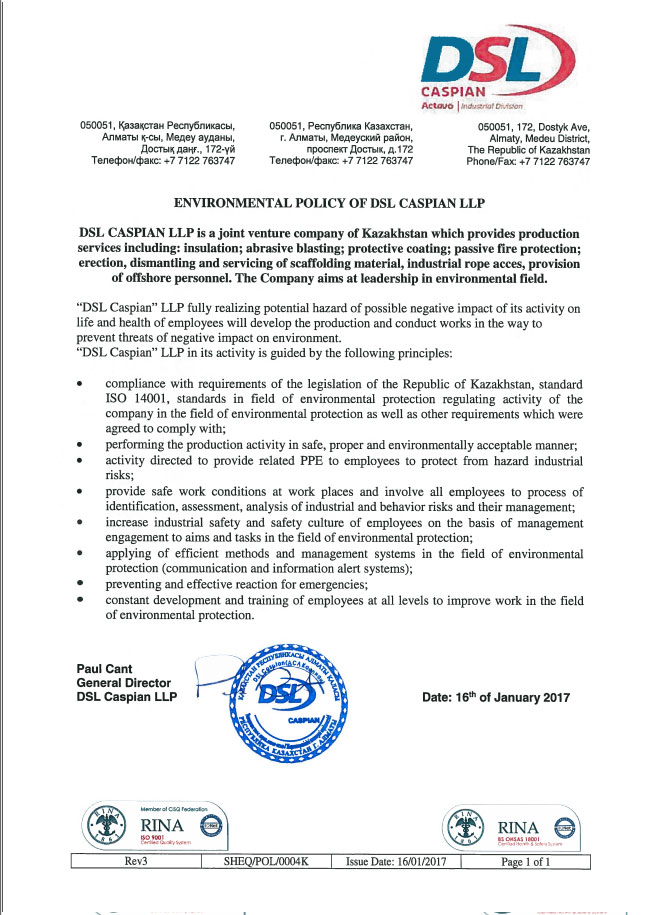 DSL
CASPIAN
Actavo | Industrial Division
050051, Қазақстан Республикасы,
Алматы қ-сы, Медеу ауданы,
Достық даңғ., 172-үй
Телефон/факс: +7 7122 763747
050051, Республика Казахстан,
г. Алматы, Медеуский район,
проспект Достык, д.172
Телефон/факс: +7 7122 763747
050051, 172, Dostyk Ave,
Almaty, Medeu District,
The Republic of Kazakhstan
Phone/Fax: +7 7122 763747
ENVIRONMENTAL POLICY OF DSL CASPIAN LLP
DSL CASPIAN LLP is a joint venture company of Kazakhstan which provides production
services including: insulation; abrasive blasting; protective coating; passive fire protection;
erection, dismantling and servicing of scaffolding material, industrial rope acces, provision
of offshore personnel. The Company aims at leadership in environmental field.
“DSL Caspian” LLP fully realizing potential hazard of possible negative impact of its activity on
life and health of employees will develop the production and conduct works in the way to
prevent threats of negative impact on environment.
“DSL Caspian” LLP in its activity is guided by the following principles:
• compliance with requirements of the legislation of the Republic of Kazakhstan, standard
ISO 14001, standards in field of environmental protection regulating activity of the
company in the field of environmental protection as well as other requirements which were
agreed to comply with;
• performing the production activity in safe, proper and environmentally acceptable manner;
• activity directed to provide related PPE to employees to protect from hazard industrial
risks;
• provide safe work conditions at work places and involve all employees to process of
identification, assessment, analysis of industrial and behavior risks and their management;
• increase industrial safety and safety culture of employees on the basis of management
engagement to aims and tasks in the field of environmental protection;
• applying of efficient methods and management systems in the field of environmental
protection (communication and information alert systems);
• preventing and effective reaction for emergencies;
• constant development and training of employees at all levels to improve work in the field
of environmental protection.
Paul Cant
General Director
DSL Caspian LLP
ҚАЗАҚСТАН РЕСПУБЛИКАСЫ АЛМАТЫ ҚАЛАСЫ
DSL
CASPIAN
РЕСПУБЛИКА КАЗАХСТАН Г. АЛМАТЫ
Date: 16th of January 2017
Member of CISQ Federation
RINA
RINA
ISO 9001
Certified Quality System
RINA
RINA
BS OHSAS 18001
Certified Health & Safety System
Rev3 SHEQ/POL/0004K Issue Date: 16/01/2017 Page 1 of 1